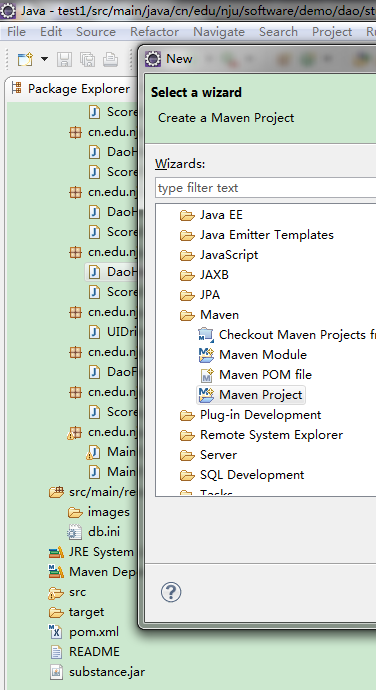 Java - test1/src/main/java/cn/edu/nju/software/demo/dao/st
File Edit Source Refactor Navigate Search Project Ru
Package Explorer
Score
cn.edu.nj
DaoH
Score
cn.edu.nj
DaoH
Score
cn.edu.nj
DaoH
Score
cn.edu.nj
UIDri
cn.edu.nj
DaoF
cn.edu.nj
Score
cn.edu.nj
Main
Main
src/main/re
images
db.ini
JRE System
Maven Dep
src
target
pom.xml
README
substance.jar
New
Select a wizard
Create a Maven Project
Wizards:
type filter text
Java EE
Java Emitter Templates
JavaScript
JAXB
JPA
Maven
Checkout Maven Projects fr
Maven Module
Maven POM file
Maven Project
Plug-in Development
Remote System Explorer
Server
SQL Development
Tasks